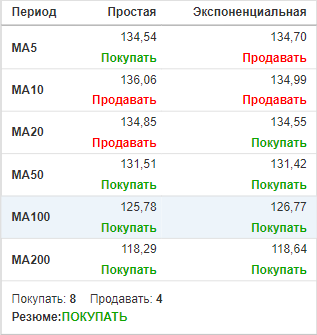 Период Простая Экспоненциальная
MA5 134,54 134,70
Покупать Продавать
MA10 136,06 134,99
Продавать Продавать
MA20 134,85 134,55
Продавать Покупать
MA50 131,51 131,42
Покупать Покупать
MA100 125,78 126,77
Покупать Покупать
MA200 118,29 118,64
Покупать Покупать
Покупать: 8 Продавать: 4
Резюме:ПОКУПАТЬ